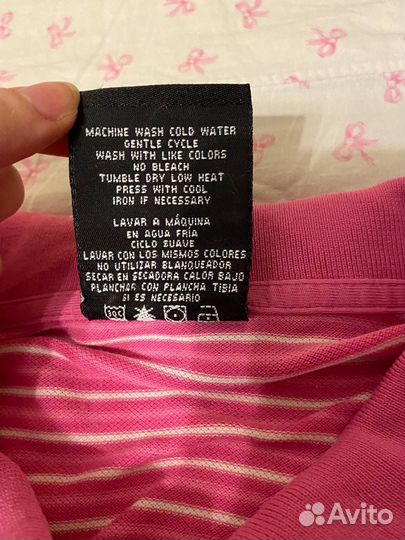 MACHINE WASH COLD WATER
GENTLE CYCLE
WASH WITH LIKE COLORS
NO BLEACH
TUMBLE DRY LOW HEAT
PRESS WITH COOL
IRON IF NECESSARY
LAVAR A MÁQUINA
EN AGUA FRÍA
CICLO SUAVE
LAVAR CON LOS MISMOS COLORES
NO UTILIZAR BLANQUEADOR
SECAR EN SECADORA CALOR BAJO
PLANCHAR CON PLANCHA TIBIA
SI ES NECESARIO
30C
Avito